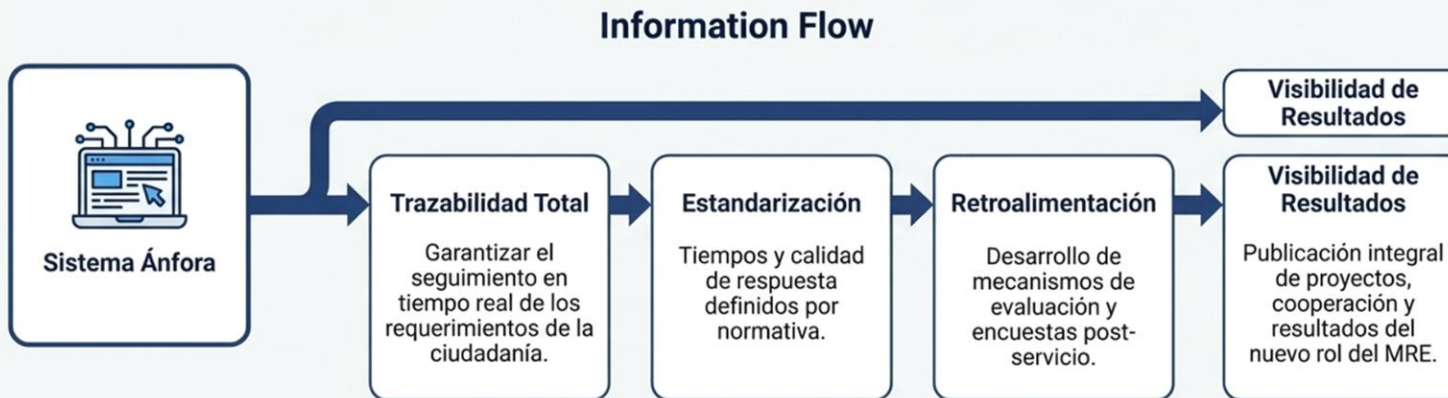 Information Flow
Sistema Ánfora
Visibilidad de
Resultados
Trazabilidad Total
Garantizar el
seguimiento en
tiempo real de los
requerimientos de la
ciudadanía.
Estandarización
Tiempos y calidad
de respuesta
definidos por
normativa.
Retroalimentación
Desarrollo de
mecanismos de
evaluación y
encuestas post-
servicio.
Visibilidad de
Resultados
Publicación integral
de proyectos,
cooperación y
resultados del
nuevo rol del MRE.